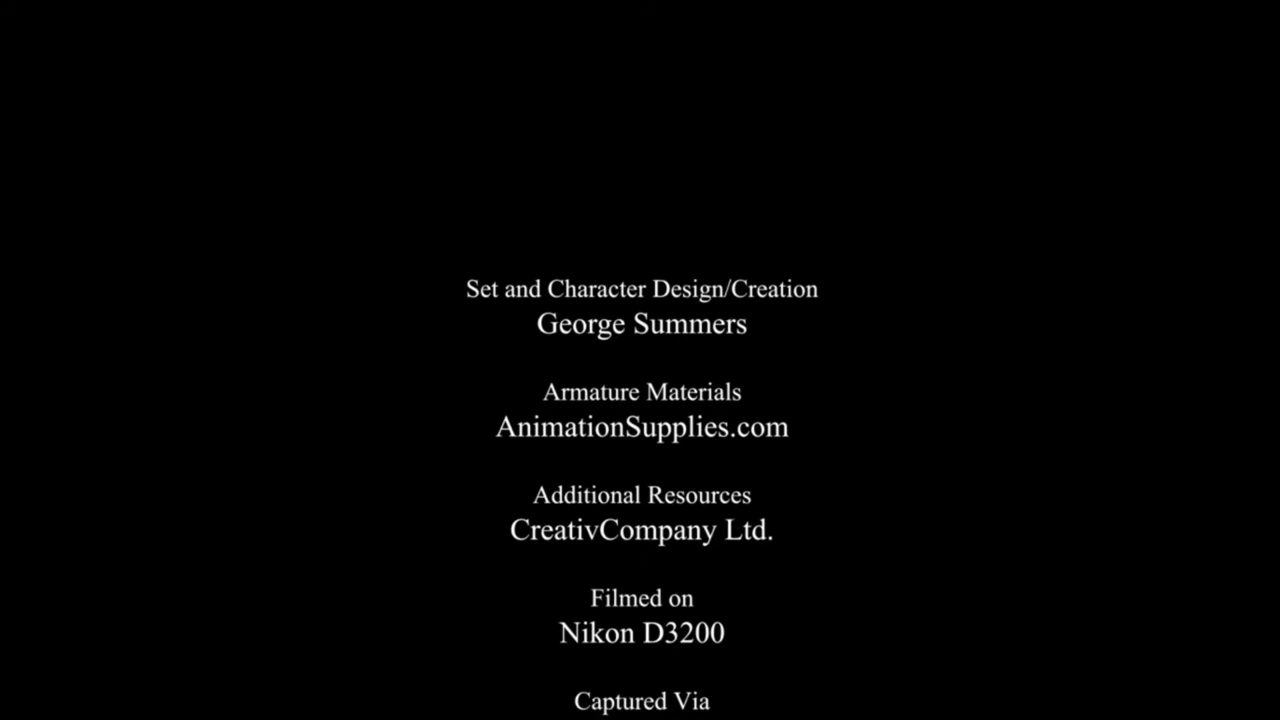 Set and Character Design/Creation
George Summers
Armature Materials
AnimationSupplies.com
Additional Resources
CreativCompany Ltd.
Filmed on
Nikon D3200
Captured Via